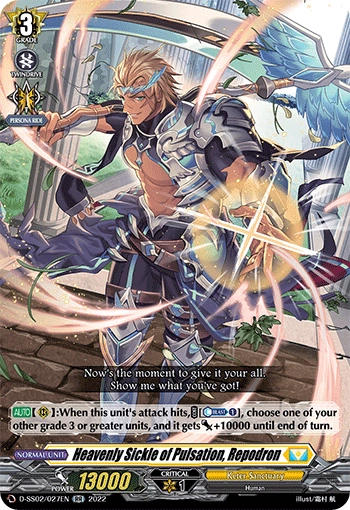 3
GRADE
TWINDRIVE
PERSONA RIDE
Now's the moment to give it your all.
Show me what you've got!
AUTO【 】:When this unit's attack hits, [BLAST 1], choose one of your
other grade 3 or greater units, and it gets +10000 until end of turn.
NORMAL UNIT
Heavenly Sickle of Pulsation, Repodron
POWER 13000 CRITICAL 1 Keter Sanctuary
Human
D-SS02/027EN RR 2022 illust/霜村 航